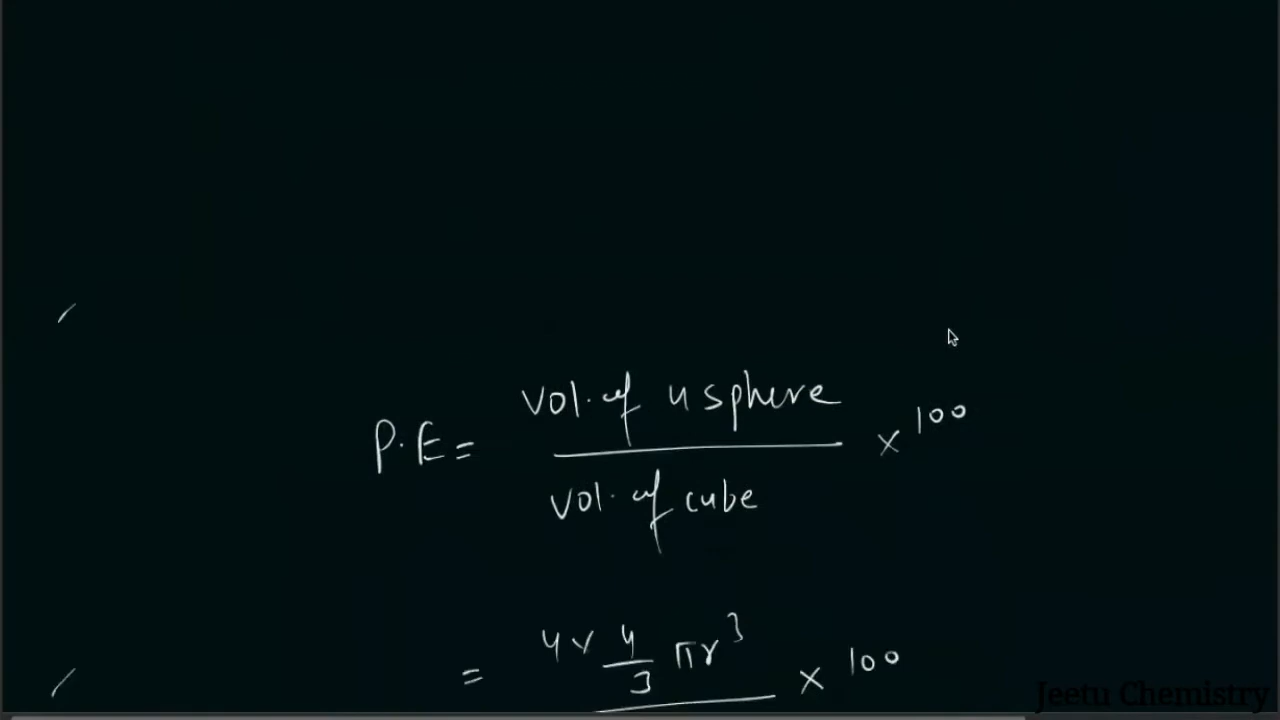 P.E = vol. of 4 sphere / vol. of cube × 100
= 4 × 4/3 πr³ × 100
Jeetu Chemistry